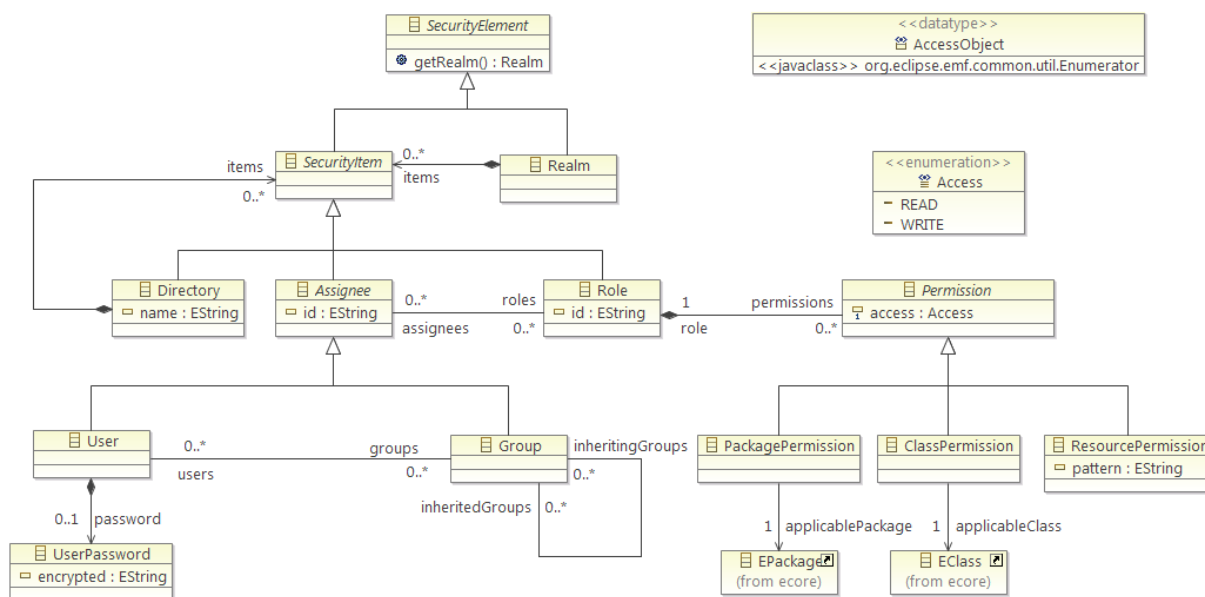 SecurityElement
getRealm() : Realm
<<datatype>>
AccessObject
<<javaclass>> org.eclipse.emf.common.util.Enumerator
items
0..*
SecurityItem
0..*
items
Realm
<<enumeration>>
Access
READ
WRITE
Directory
name : EString
Assignee
id : EString
0..*
assignees
roles
0..*
Role
id : EString
1
role
permissions
0..*
Permission
access : Access
1
User
0..*
users
groups
0..*
Group
inheritingGroups
0..*
inheritedGroups
0..*
PackagePermission
ClassPermission
ResourcePermission
pattern : EString
0..1
password
UserPassword
encrypted : EString
1
applicablePackage
EPackage
(from ecore)
1
applicableClass
EClass
(from ecore)